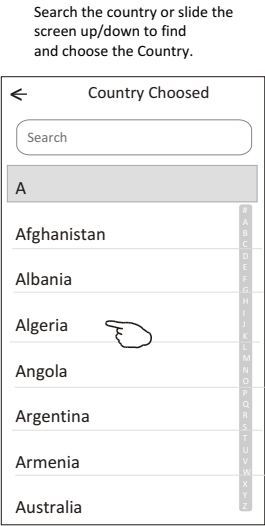 Search the country or slide the
screen up/down to find
and choose the Country.
Country Choosed
Search
A
Afghanistan
Albania
Algeria
Angola
Argentina
Armenia
Australia
#
A
B
C
D
E
F
G
H
I
J
K
L
M
N
O
P
Q
R
S
T
U
V
W
X
Y
Z